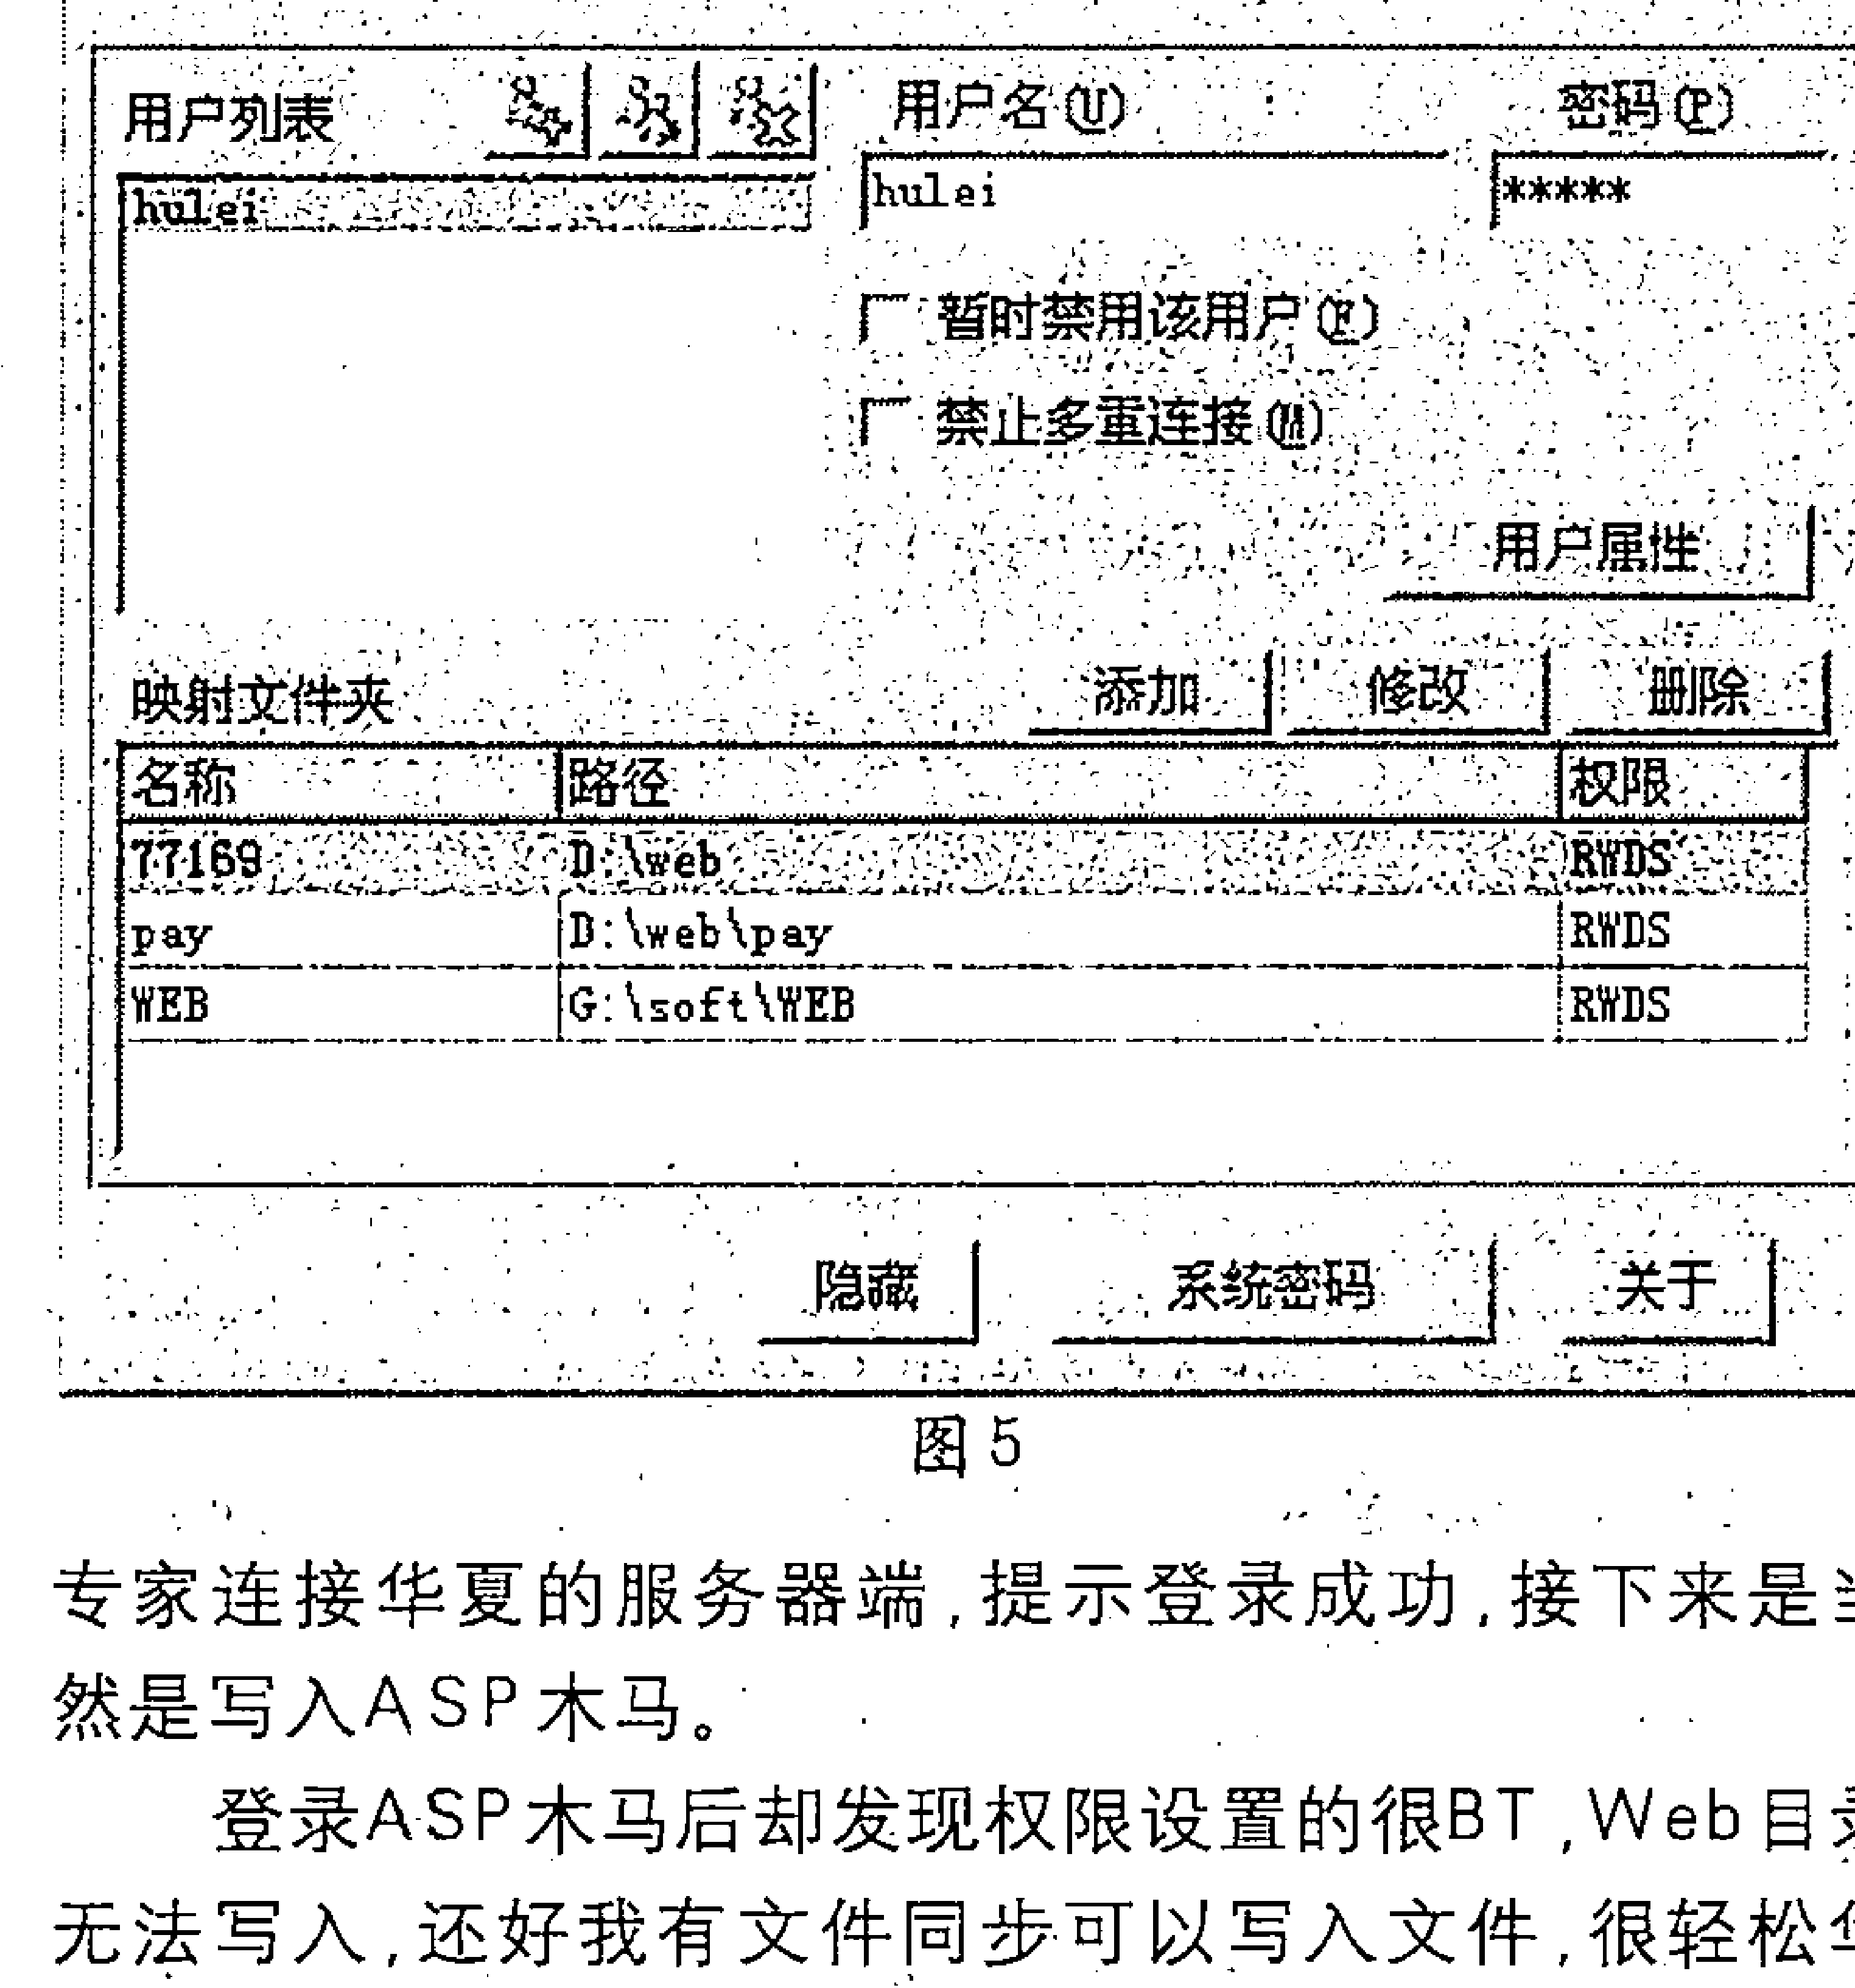 用户列表 用户名(U) 密码(P)
hulei hulei *****
暂时禁用该用户(F)
禁止多重连接(M)
用户属性
映射文件夹 添加 修改 删除
名称 路径 权限
77169 D:\web RWDS
pay D:\web\pay RWDS
WEB G:\soft\WEB RWDS
隐藏 系统密码 关于
图5
专家连接华夏的服务器端,提示登录成功,接下来是当
然是写入ASP木马。
登录ASP木马后却发现权限设置的很BT,Web目录
无法写入,还好我有文件同步可以写入文件,很轻松